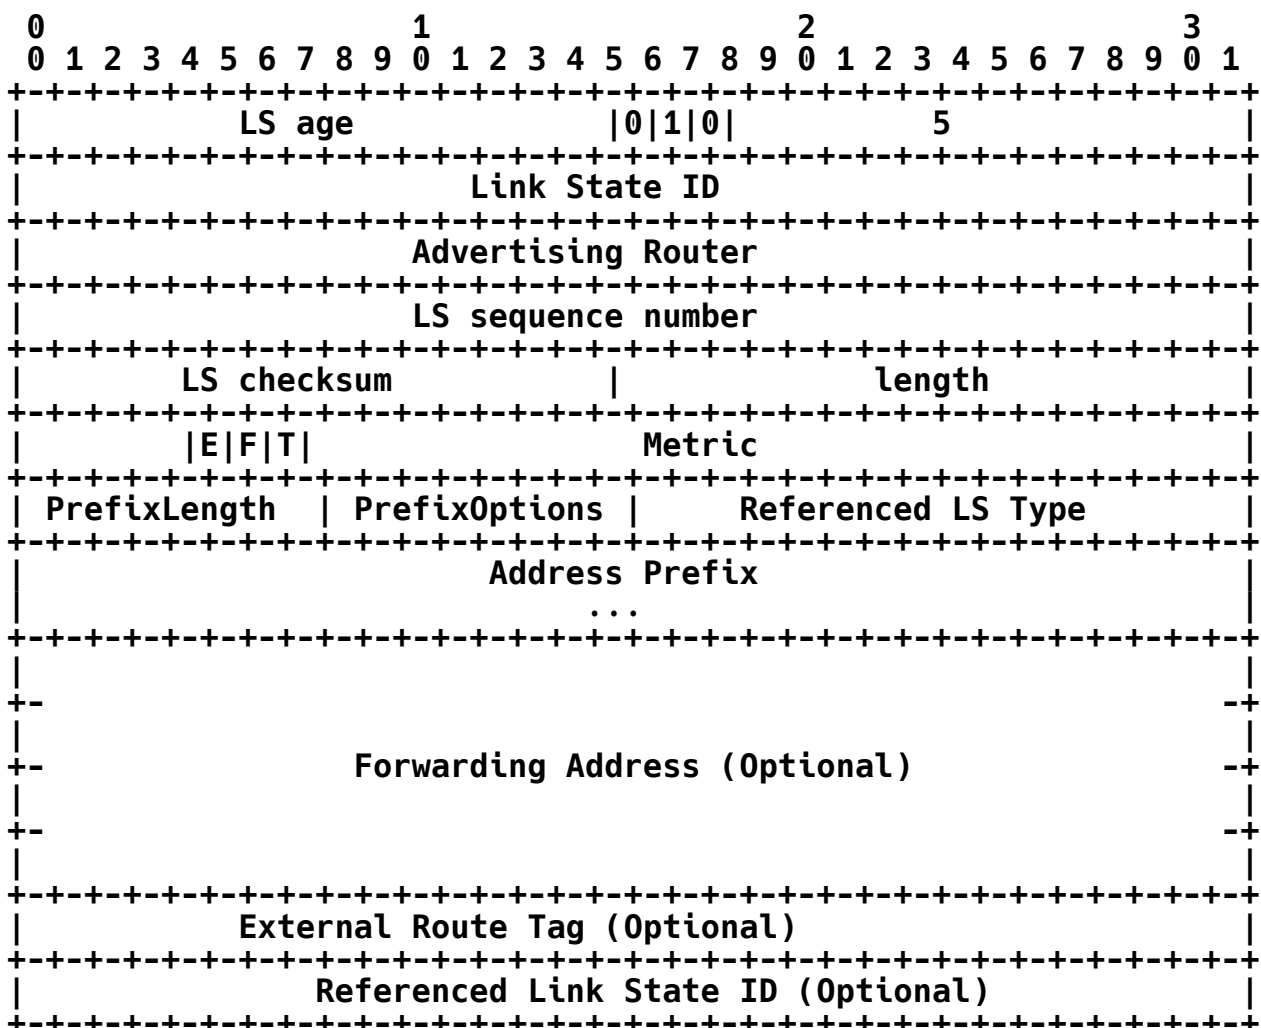 0                   1                   2                   3
 0 1 2 3 4 5 6 7 8 9 0 1 2 3 4 5 6 7 8 9 0 1 2 3 4 5 6 7 8 9 0 1
+-+-+-+-+-+-+-+-+-+-+-+-+-+-+-+-+-+-+-+-+-+-+-+-+-+-+-+-+-+-+-+-+
|           LS age             |0|1|0|          5               |
+-+-+-+-+-+-+-+-+-+-+-+-+-+-+-+-+-+-+-+-+-+-+-+-+-+-+-+-+-+-+-+-+
|                       Link State ID                           |
+-+-+-+-+-+-+-+-+-+-+-+-+-+-+-+-+-+-+-+-+-+-+-+-+-+-+-+-+-+-+-+-+
|                    Advertising Router                         |
+-+-+-+-+-+-+-+-+-+-+-+-+-+-+-+-+-+-+-+-+-+-+-+-+-+-+-+-+-+-+-+-+
|                    LS sequence number                         |
+-+-+-+-+-+-+-+-+-+-+-+-+-+-+-+-+-+-+-+-+-+-+-+-+-+-+-+-+-+-+-+-+
|        LS checksum           |             length             |
+-+-+-+-+-+-+-+-+-+-+-+-+-+-+-+-+-+-+-+-+-+-+-+-+-+-+-+-+-+-+-+-+
|        |E|F|T|                Metric                          |
+-+-+-+-+-+-+-+-+-+-+-+-+-+-+-+-+-+-+-+-+-+-+-+-+-+-+-+-+-+-+-+-+
| PrefixLength  | PrefixOptions |     Referenced LS Type        |
+-+-+-+-+-+-+-+-+-+-+-+-+-+-+-+-+-+-+-+-+-+-+-+-+-+-+-+-+-+-+-+-+
|                        Address Prefix                         |
|                             ...                               |
+-+-+-+-+-+-+-+-+-+-+-+-+-+-+-+-+-+-+-+-+-+-+-+-+-+-+-+-+-+-+-+-+
|                                                               |
+-                                                             -+
|                                                               |
+-                Forwarding Address (Optional)                -+
|                                                               |
+-                                                             -+
|                                                               |
+-+-+-+-+-+-+-+-+-+-+-+-+-+-+-+-+-+-+-+-+-+-+-+-+-+-+-+-+-+-+-+-+
|           External Route Tag (Optional)                       |
+-+-+-+-+-+-+-+-+-+-+-+-+-+-+-+-+-+-+-+-+-+-+-+-+-+-+-+-+-+-+-+-+
|               Referenced Link State ID (Optional)             |
+-+-+-+-+-+-+-+-+-+-+-+-+-+-+-+-+-+-+-+-+-+-+-+-+-+-+-+-+-+-+-+-+